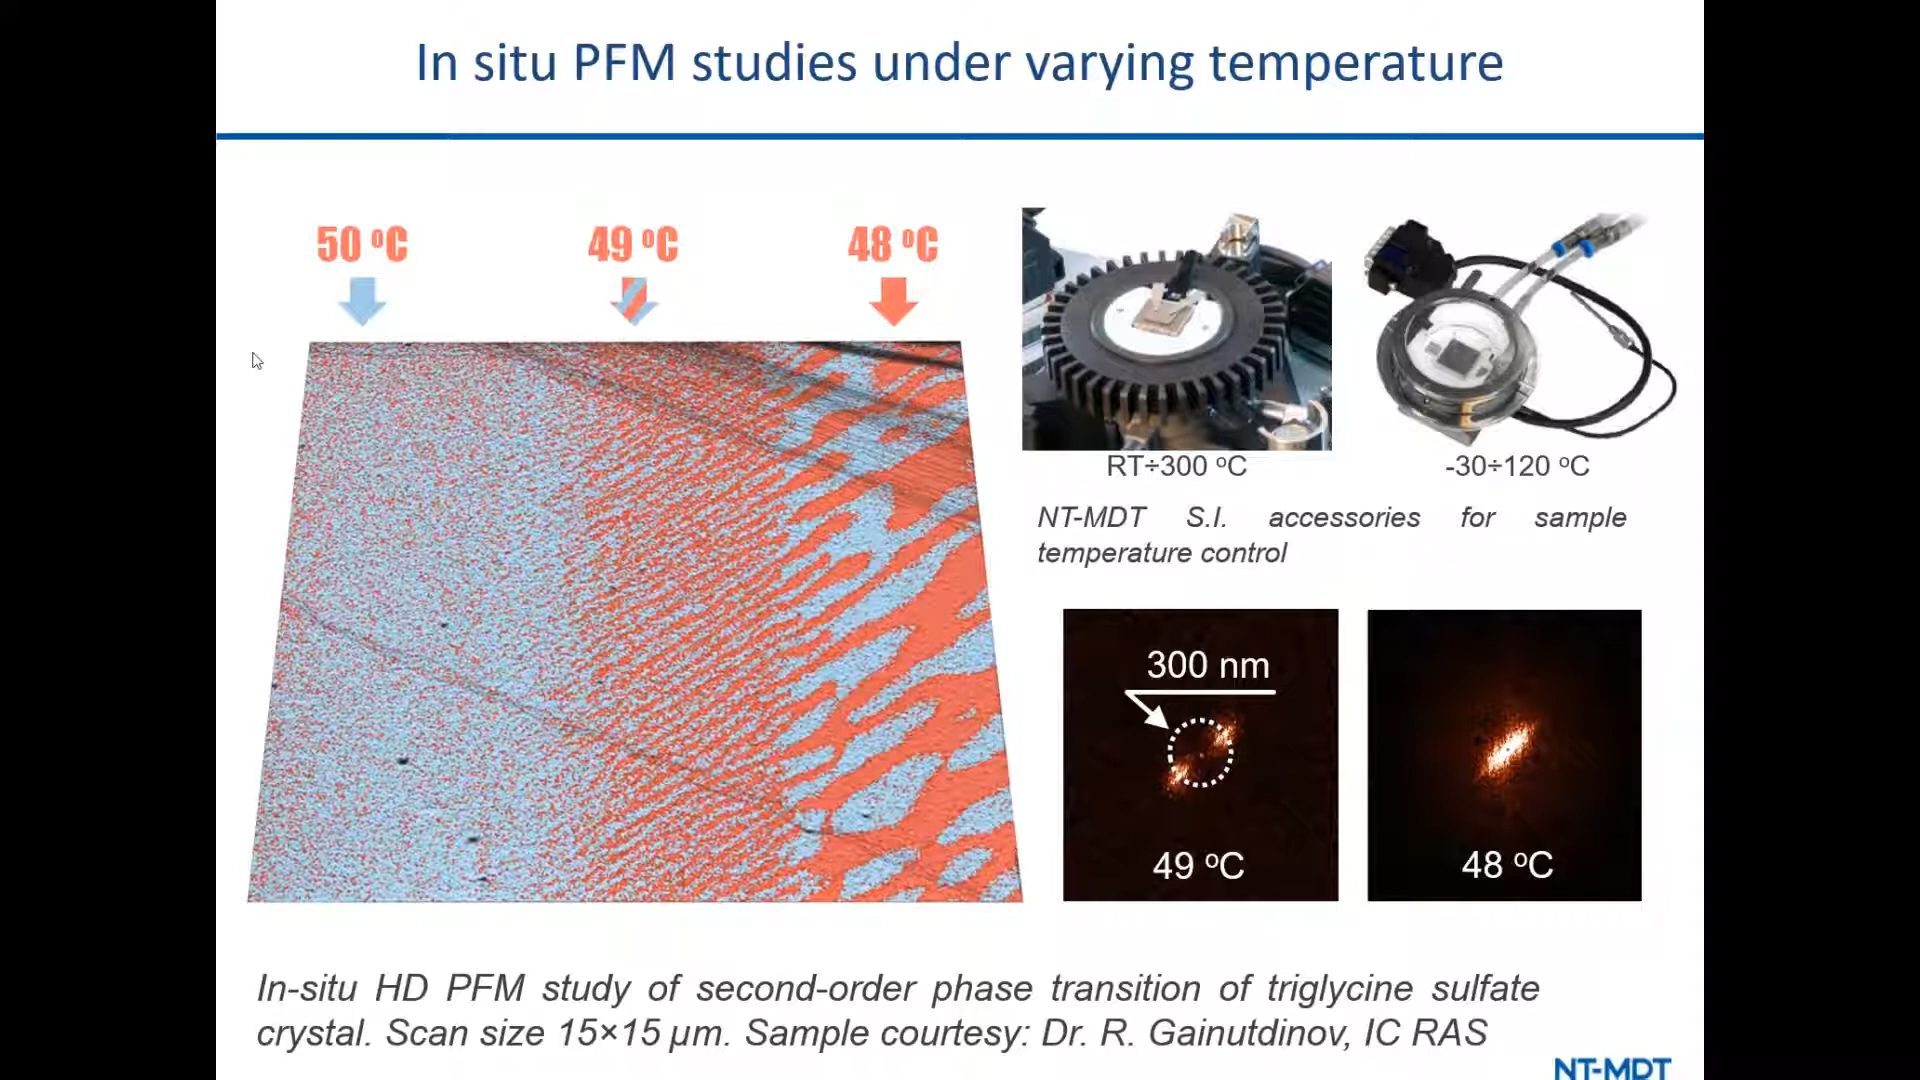 In situ PFM studies under varying temperature
50 ºC
49 ºC
48 ºC
RT÷300 ºC
-30÷120 ºC
NT-MDT S.I. accessories for sample
temperature control
300 nm
49 ºC
48 ºC
In-situ HD PFM study of second-order phase transition of triglycine sulfate
crystal. Scan size 15×15 μm. Sample courtesy: Dr. R. Gainutdinov, IC RAS
NT-MDT